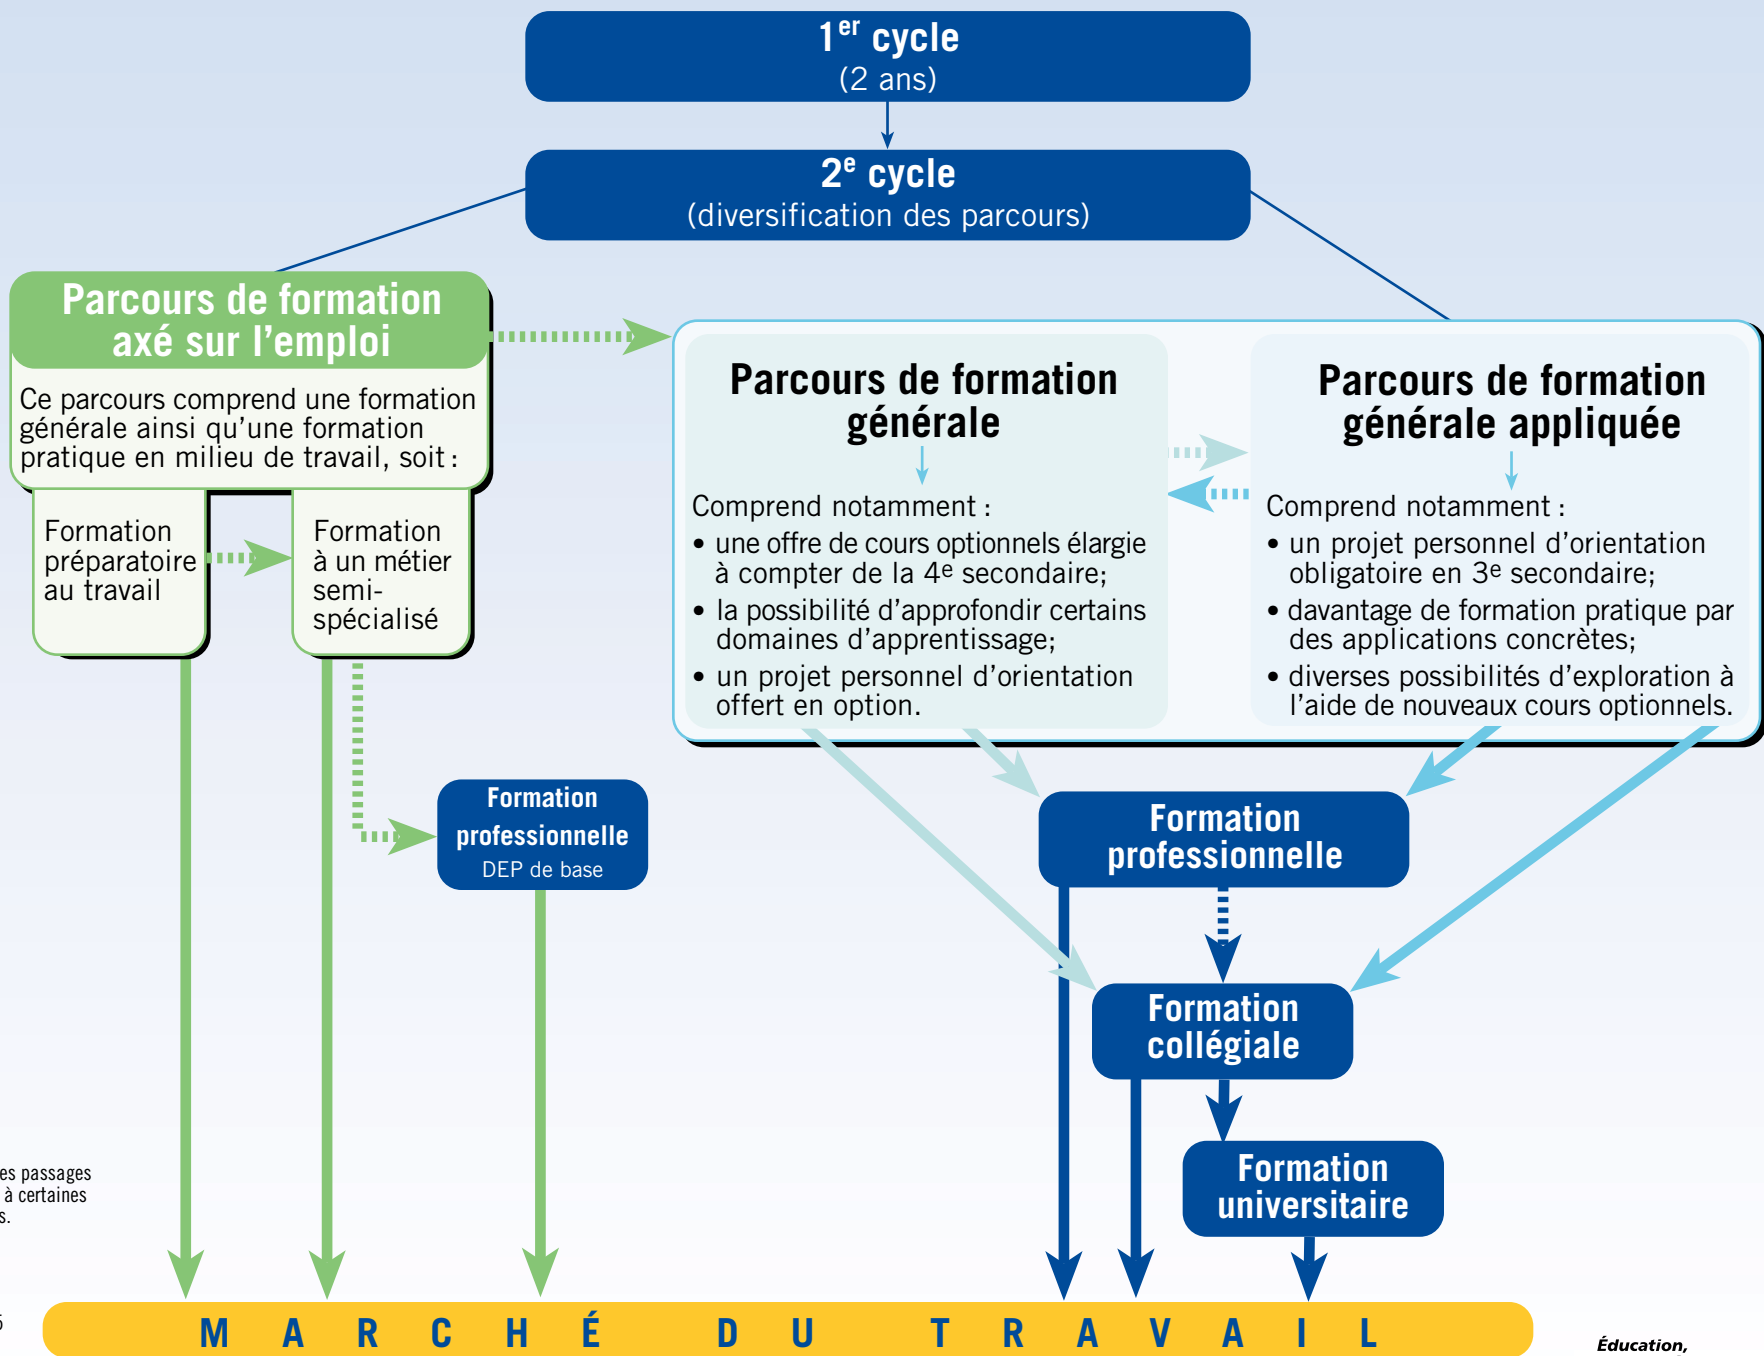 1er cycle
(2 ans)
2e cycle
(diversification des parcours)
Parcours de formation
axé sur l'emploi
Ce parcours comprend une formation
générale ainsi qu'une formation
pratique en milieu de travail, soit :
Formation
préparatoire
au travail
Formation
à un métier
semi-
spécialisé
Parcours de formation
générale
Comprend notamment :
• une offre de cours optionnels élargie
à compter de la 4e secondaire;
• la possibilité d'approfondir certains
domaines d'apprentissage;
• un projet personnel d'orientation
offert en option.
Parcours de formation
générale appliquée
Comprend notamment :
• un projet personnel d'orientation
obligatoire en 3e secondaire;
• davantage de formation pratique par
des applications concrètes;
• diverses possibilités d'exploration à
l'aide de nouveaux cours optionnels.
Formation
professionnelle
DEP de base
Formation
professionnelle
Formation
collégiale
Formation
universitaire
es passages
à certaines
s.
MARCHÉ DU TRAVAIL
Éducation,